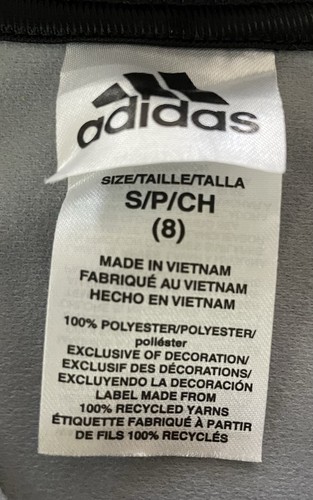 adidas
SIZE/TAILLE/TALLA
S/P/CH
(8)
MADE IN VIETNAM
FABRIQUÉ AU VIETNAM
HECHO EN VIETNAM
100% POLYESTER/POLYESTER/
poliéster
EXCLUSIVE OF DECORATION/
EXCLUSIF DES DÉCORATIONS/
EXCLUYENDO LA DECORACIÓN
LABEL MADE FROM
100% RECYCLED YARNS
ÉTIQUETTE FABRIQUÉ À PARTIR
DE FILS 100% RECYCLÉS